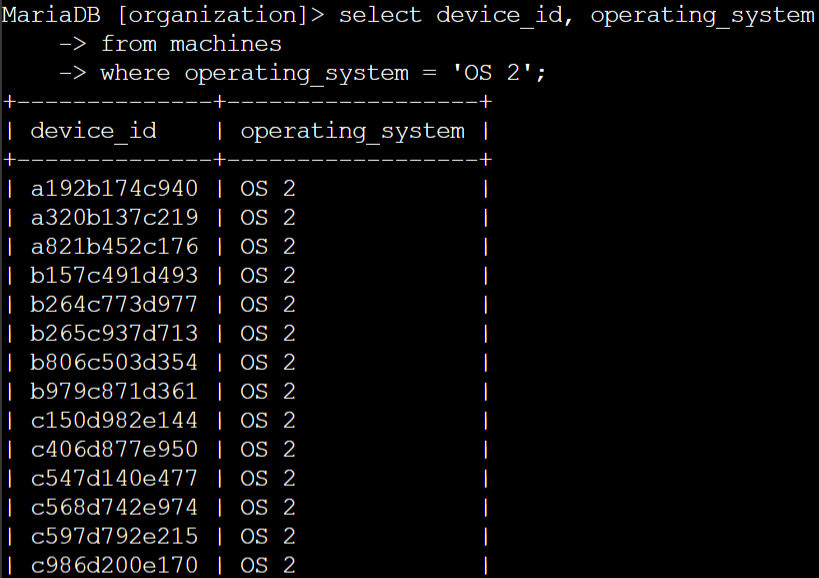 MariaDB [organization]> select device_id, operating_system
    -> from machines
    -> where operating_system = 'OS 2';
+--------------+------------------+
| device_id    | operating_system |
+--------------+------------------+
| a192b174c940 | OS 2             |
| a320b137c219 | OS 2             |
| a821b452c176 | OS 2             |
| b157c491d493 | OS 2             |
| b264c773d977 | OS 2             |
| b265c937d713 | OS 2             |
| b806c503d354 | OS 2             |
| b979c871d361 | OS 2             |
| c150d982e144 | OS 2             |
| c406d877e950 | OS 2             |
| c547d140e477 | OS 2             |
| c568d742e974 | OS 2             |
| c597d792e215 | OS 2             |
| c986d200e170 | OS 2             |